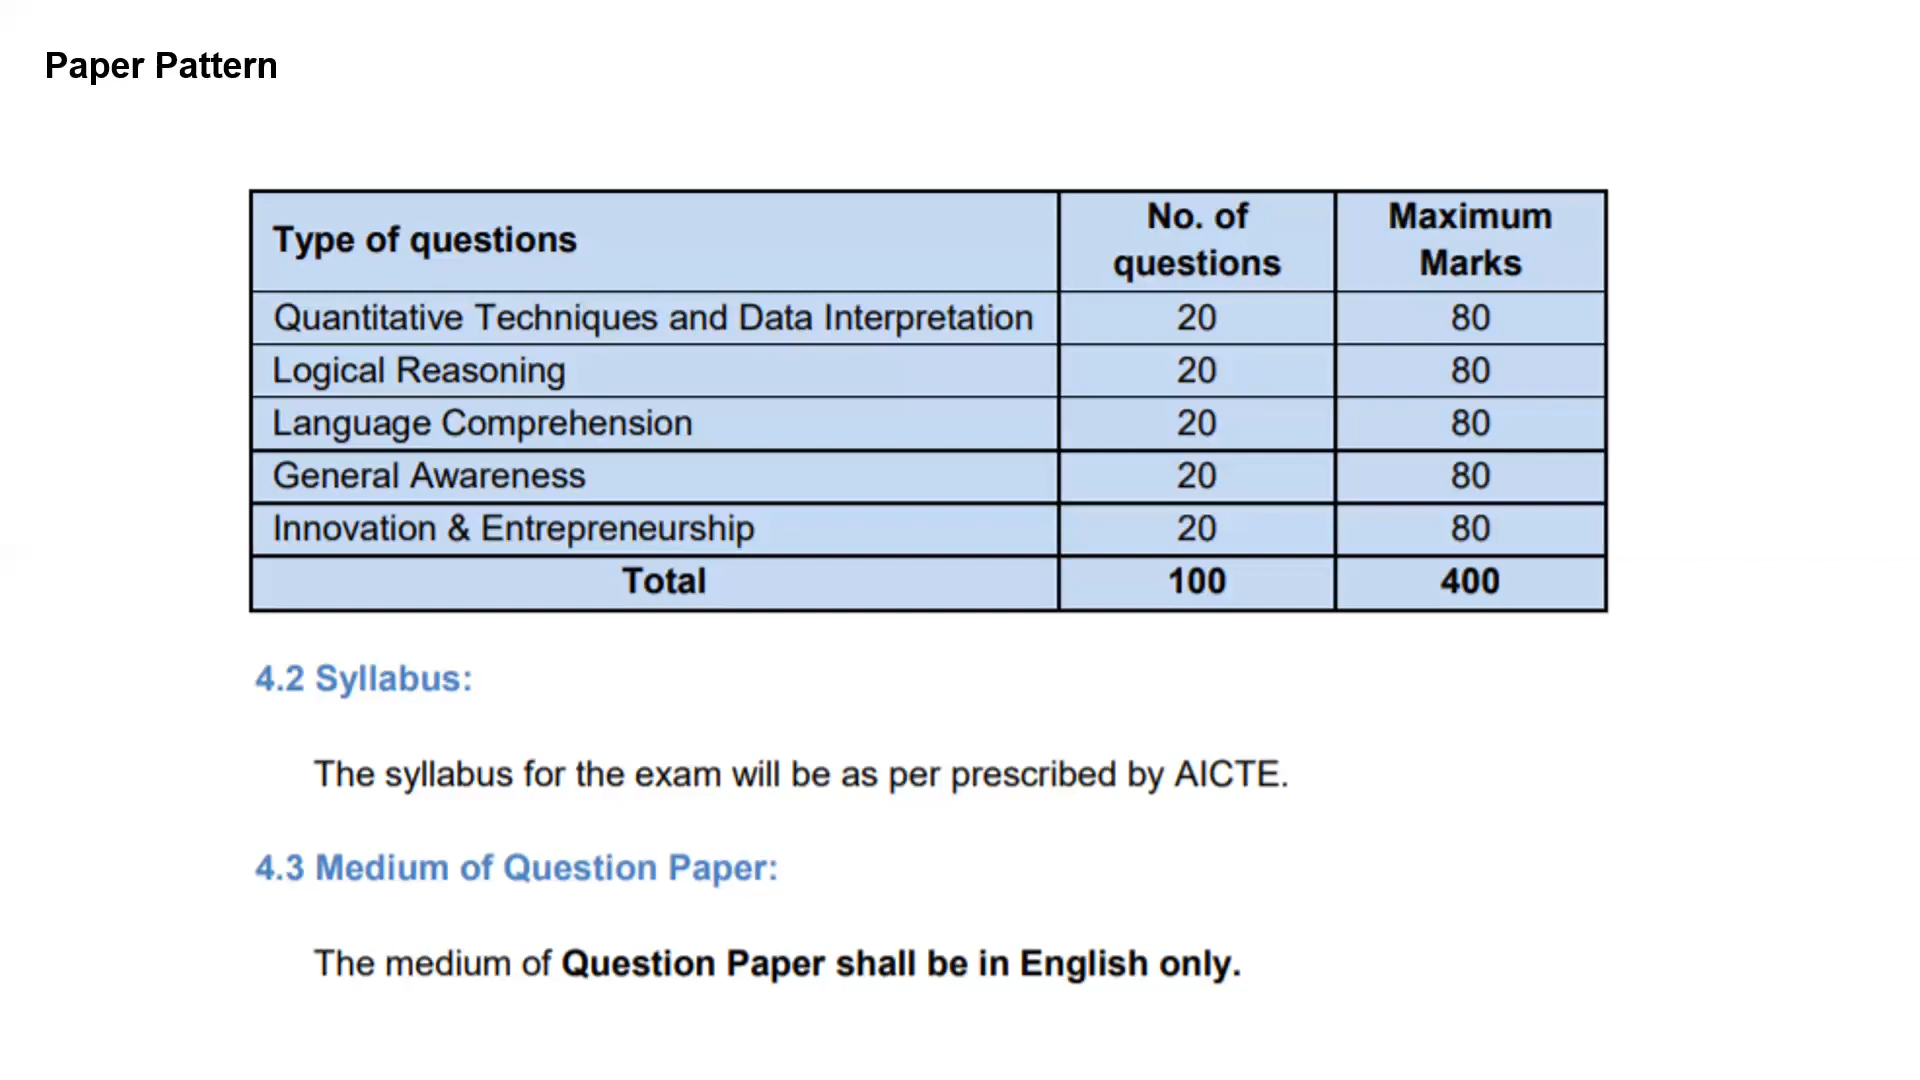 Paper Pattern
Type of questions No. of questions Maximum Marks
Quantitative Techniques and Data Interpretation 20 80
Logical Reasoning 20 80
Language Comprehension 20 80
General Awareness 20 80
Innovation & Entrepreneurship 20 80
Total 100 400
4.2 Syllabus:
The syllabus for the exam will be as per prescribed by AICTE.
4.3 Medium of Question Paper:
The medium of Question Paper shall be in English only.